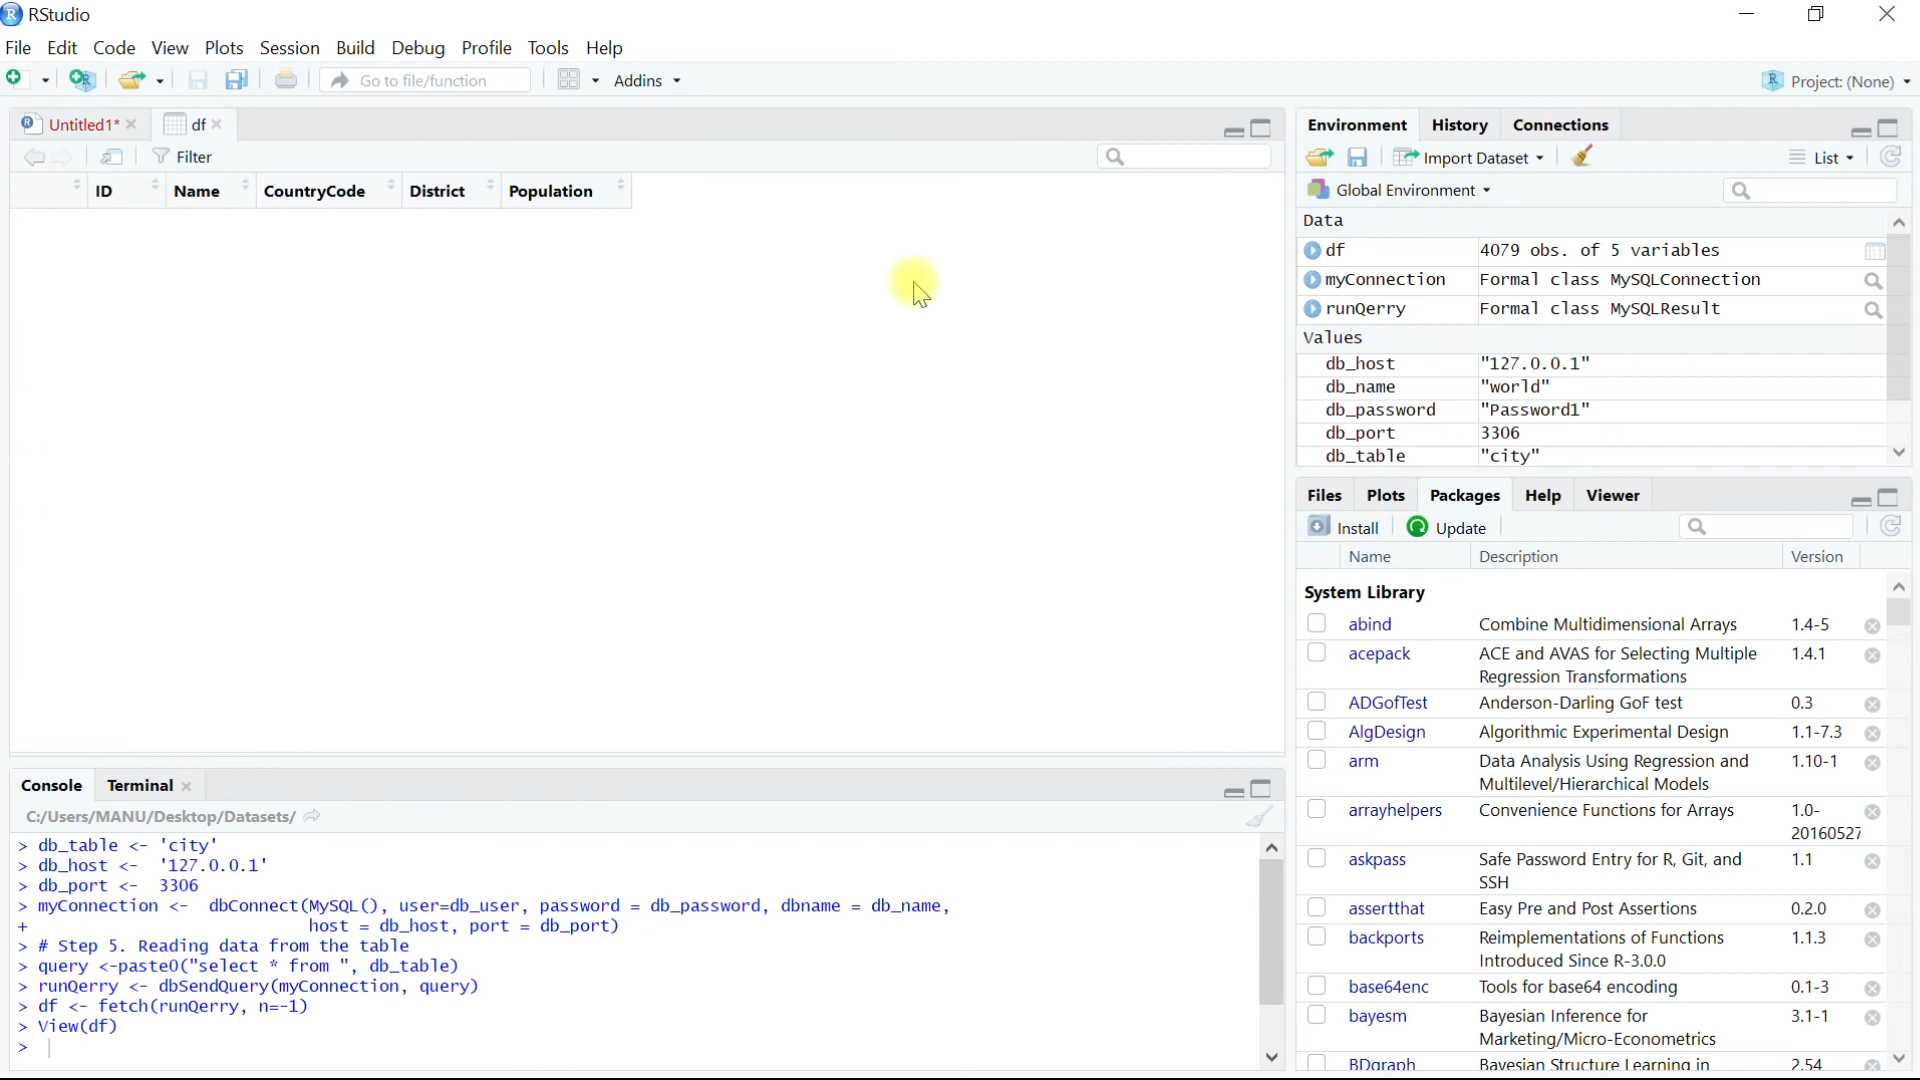 RStudio
File Edit Code View Plots Session Build Debug Profile Tools Help
Go to file/function Addins Project: (None)
Untitled1* df
Filter
ID Name CountryCode District Population
Console Terminal
C:/Users/MANU/Desktop/Datasets/
> db_table <- 'city'
> db_host <- '127.0.0.1'
> db_port <- 3306
> myConnection <- dbConnect(MySQL(), user=db_user, password = db_password, dbname = db_name,
+ host = db_host, port = db_port)
> # Step 5. Reading data from the table
> query <-paste0("select * from ", db_table)
> runQerry <- dbSendQuery(myConnection, query)
> df <- fetch(runQerry, n=-1)
> View(df)
>
Environment History Connections
Import Dataset List
Global Environment
Data
df 4079 obs. of 5 variables
myConnection Formal class MySQLConnection
runQerry Formal class MySQLResult
Values
db_host "127.0.0.1"
db_name "world"
db_password "Password1"
db_port 3306
db_table "city"
Files Plots Packages Help Viewer
Install Update
Name Description Version
System Library
abind Combine Multidimensional Arrays 1.4-5
acepack ACE and AVAS for Selecting Multiple 1.4.1
Regression Transformations
ADGofTest Anderson-Darling GoF test 0.3
AlgDesign Algorithmic Experimental Design 1.1-7.3
arm Data Analysis Using Regression and 1.10-1
Multilevel/Hierarchical Models
arrayhelpers Convenience Functions for Arrays 1.0-
20160527
askpass Safe Password Entry for R, Git, and 1.1
SSH
assertthat Easy Pre and Post Assertions 0.2.0
backports Reimplementations of Functions 1.1.3
Introduced Since R-3.0.0
base64enc Tools for base64 encoding 0.1-3
bayesm Bayesian Inference for 3.1-1
Marketing/Micro-Econometrics
BDgraph Bayesian Structure Learning in 2.54